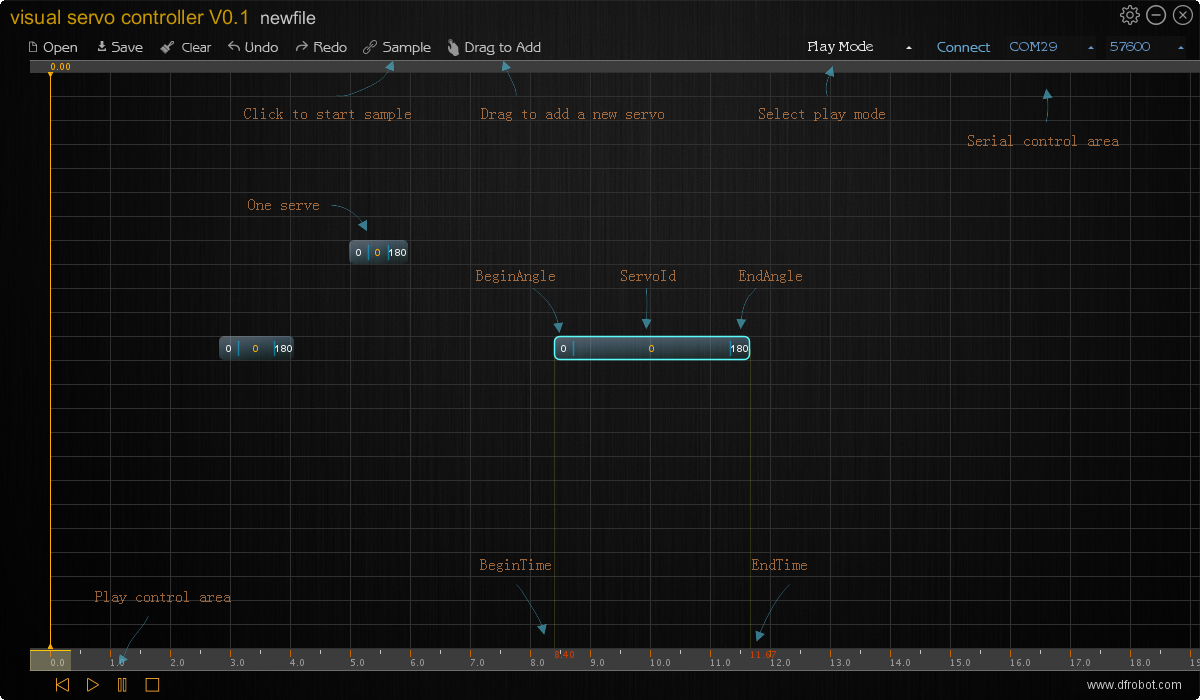 visual servo controller V0.1 newfile
Open Save Clear Undo Redo Sample Drag to Add Play Mode Connect COM29 57600
0.00
Click to start sample Drag to add a new servo Select play mode
Serial control area
One serve
0 0 180
BeginAngle ServoId EndAngle
0 0 180 0 0 180
BeginTime EndTime
Play control area
8.40 11.67
0.0 1.0 2.0 3.0 4.0 5.0 6.0 7.0 8.0 9.0 10.0 11.0 12.0 13.0 14.0 15.0 16.0 17.0 18.0 19
www.dfrobot.com